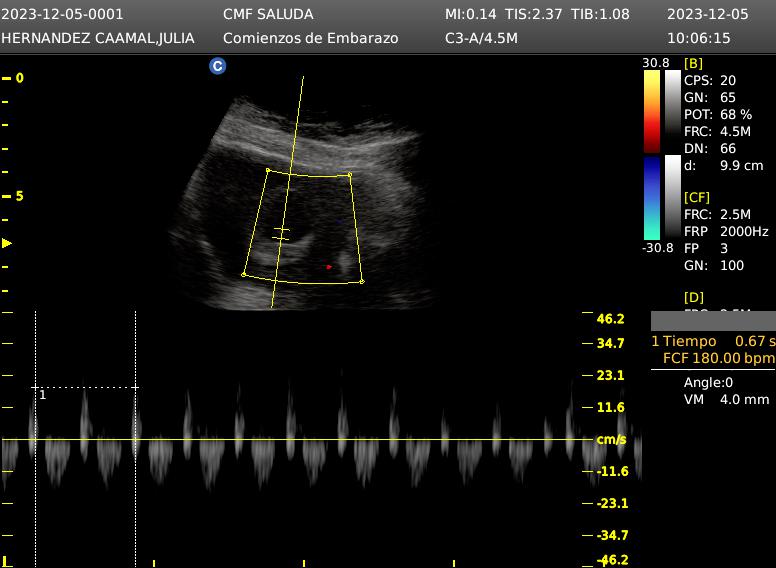 2023-12-05-0001 CMF SALUDA MI:0.14 TIS:2.37 TIB:1.08 2023-12-05
HERNANDEZ CAAMAL,JULIA Comienzos de Embarazo C3-A/4.5M 10:06:15
C
0
5
30.8
-30.8
[B]
CPS: 20
GN: 65
POT: 68 %
FRC: 4.5M
DN: 66
d: 9.9 cm
[CF]
FRC: 2.5M
FRP 2000Hz
FP 3
GN: 100
[D]
1 Tiempo 0.67 s
FCF 180.00 bpm
Angle:0
VM 4.0 mm
46.2
34.7
23.1
11.6
cm/s
-11.6
-23.1
-34.7
-46.2
1